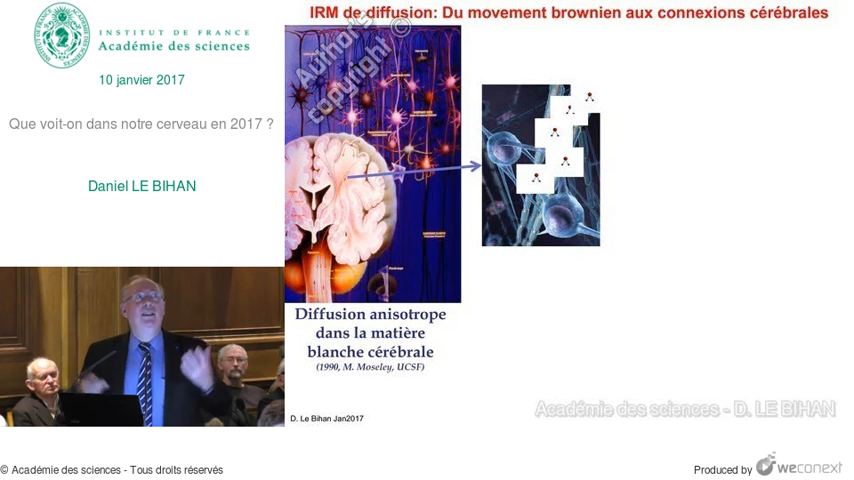 INSTITUT DE FRANCE
Académie des sciences
10 janvier 2017
Que voit-on dans notre cerveau en 2017 ?
Daniel LE BIHAN
IRM de diffusion: Du movement brownien aux connexions cérébrales
Author's
copyright ©
Diffusion anisotrope
dans la matière
blanche cérébrale
(1990, M. Moseley, UCSF)
D. Le Bihan Jan2017
Académie des sciences - D. LE BIHAN
© Académie des sciences - Tous droits réservés
Produced by weconext